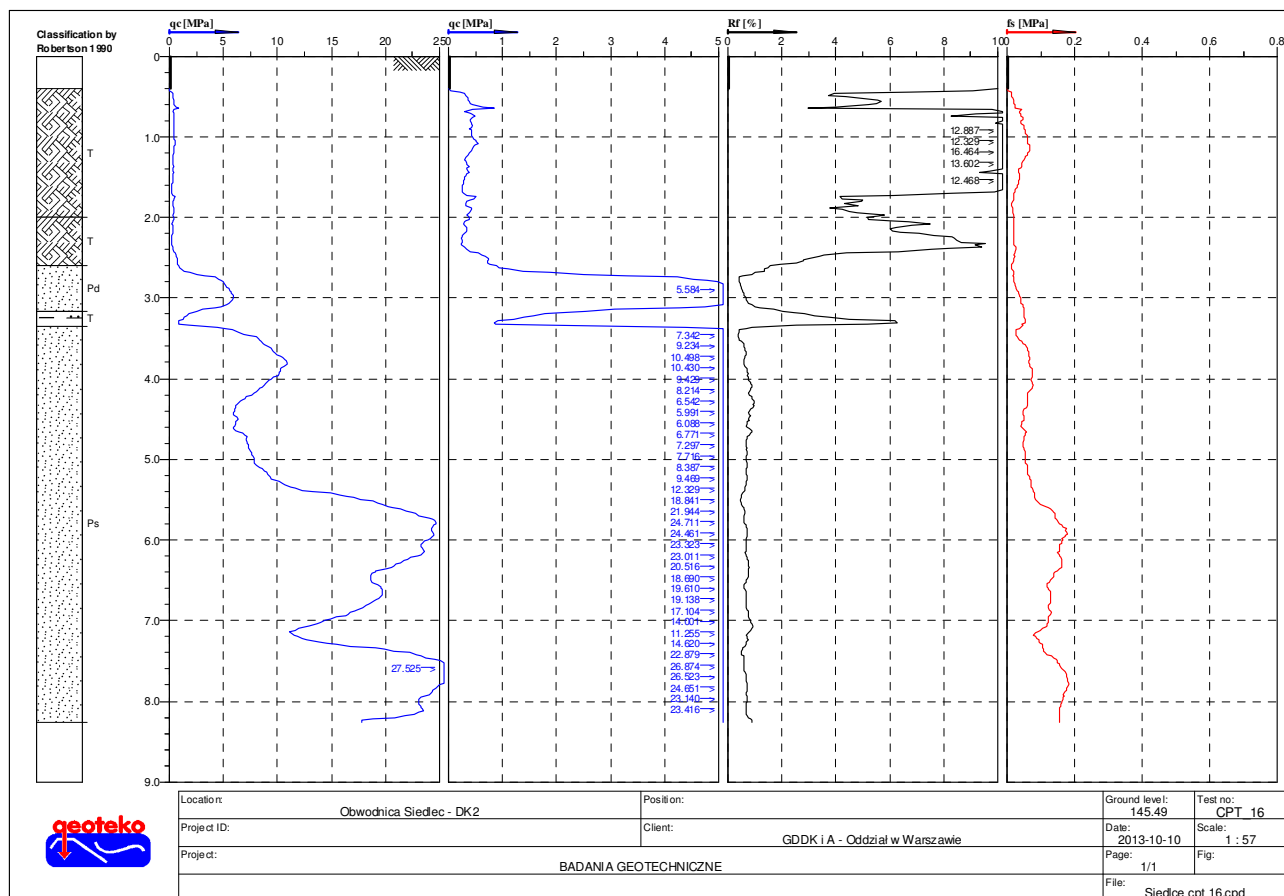 Classification by
Robertson 1990
qc [MPa]
qc [MPa]
Rf [%]
fs [MPa]
0 5 10 15 20 25
0 1 2 3 4 5
0 2 4 6 8 10
0 0.2 0.4 0.6 0.8
0
1.0
2.0
3.0
4.0
5.0
6.0
7.0
8.0
9.0
T
T
Pd
T
Ps
27.525
5.584
7.342
9.234
10.498
10.430
9.429
8.214
6.542
5.991
6.088
6.771
7.297
7.716
8.387
9.469
12.329
18.841
21.944
24.711
24.461
23.323
23.011
20.516
18.690
19.610
19.138
17.104
14.001
11.255
14.620
22.879
26.874
26.523
24.651
23.140
23.416
12.887
12.329
16.464
13.602
12.468
geoteko
Location:
Obwodnica Siedlec - DK2
Position:
Ground level:
145.49
Test no:
CPT_16
Project ID:
Client:
GDDK i A - Oddział w Warszawie
Date:
2013-10-10
Scale:
1 : 57
Project:
BADANIA GEOTECHNICZNE
Page:
1/1
Fig:
File:
Siedlce cpt 16.cpd